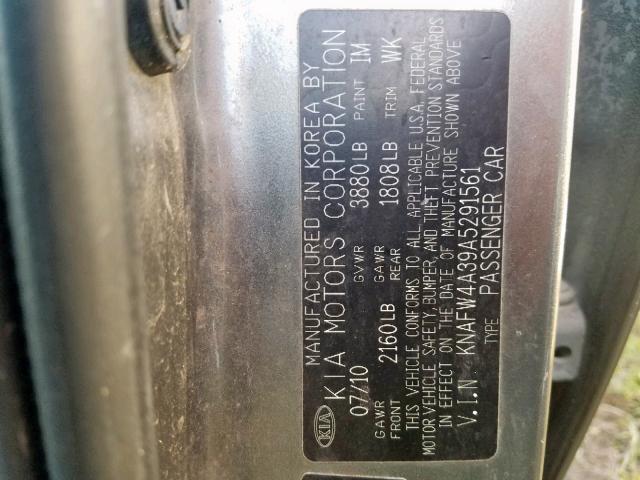 MANUFACTURED IN KOREA BY
KIA KIA MOTORS CORPORATION
07/10 GVWR 3880LB PAINT IM
GAWR FRONT 2160LB GAWR REAR 1808LB TRIM WK
THIS VEHICLE CONFORMS TO ALL APPLICABLE U.S.A. FEDERAL
MOTOR VEHICLE SAFETY, BUMPER, AND THEFT PREVENTION STANDARDS
IN EFFECT ON THE DATE OF MANUFACTURE SHOWN ABOVE
V.I.N KNAFW4A39A5291561
TYPE PASSENGER CAR